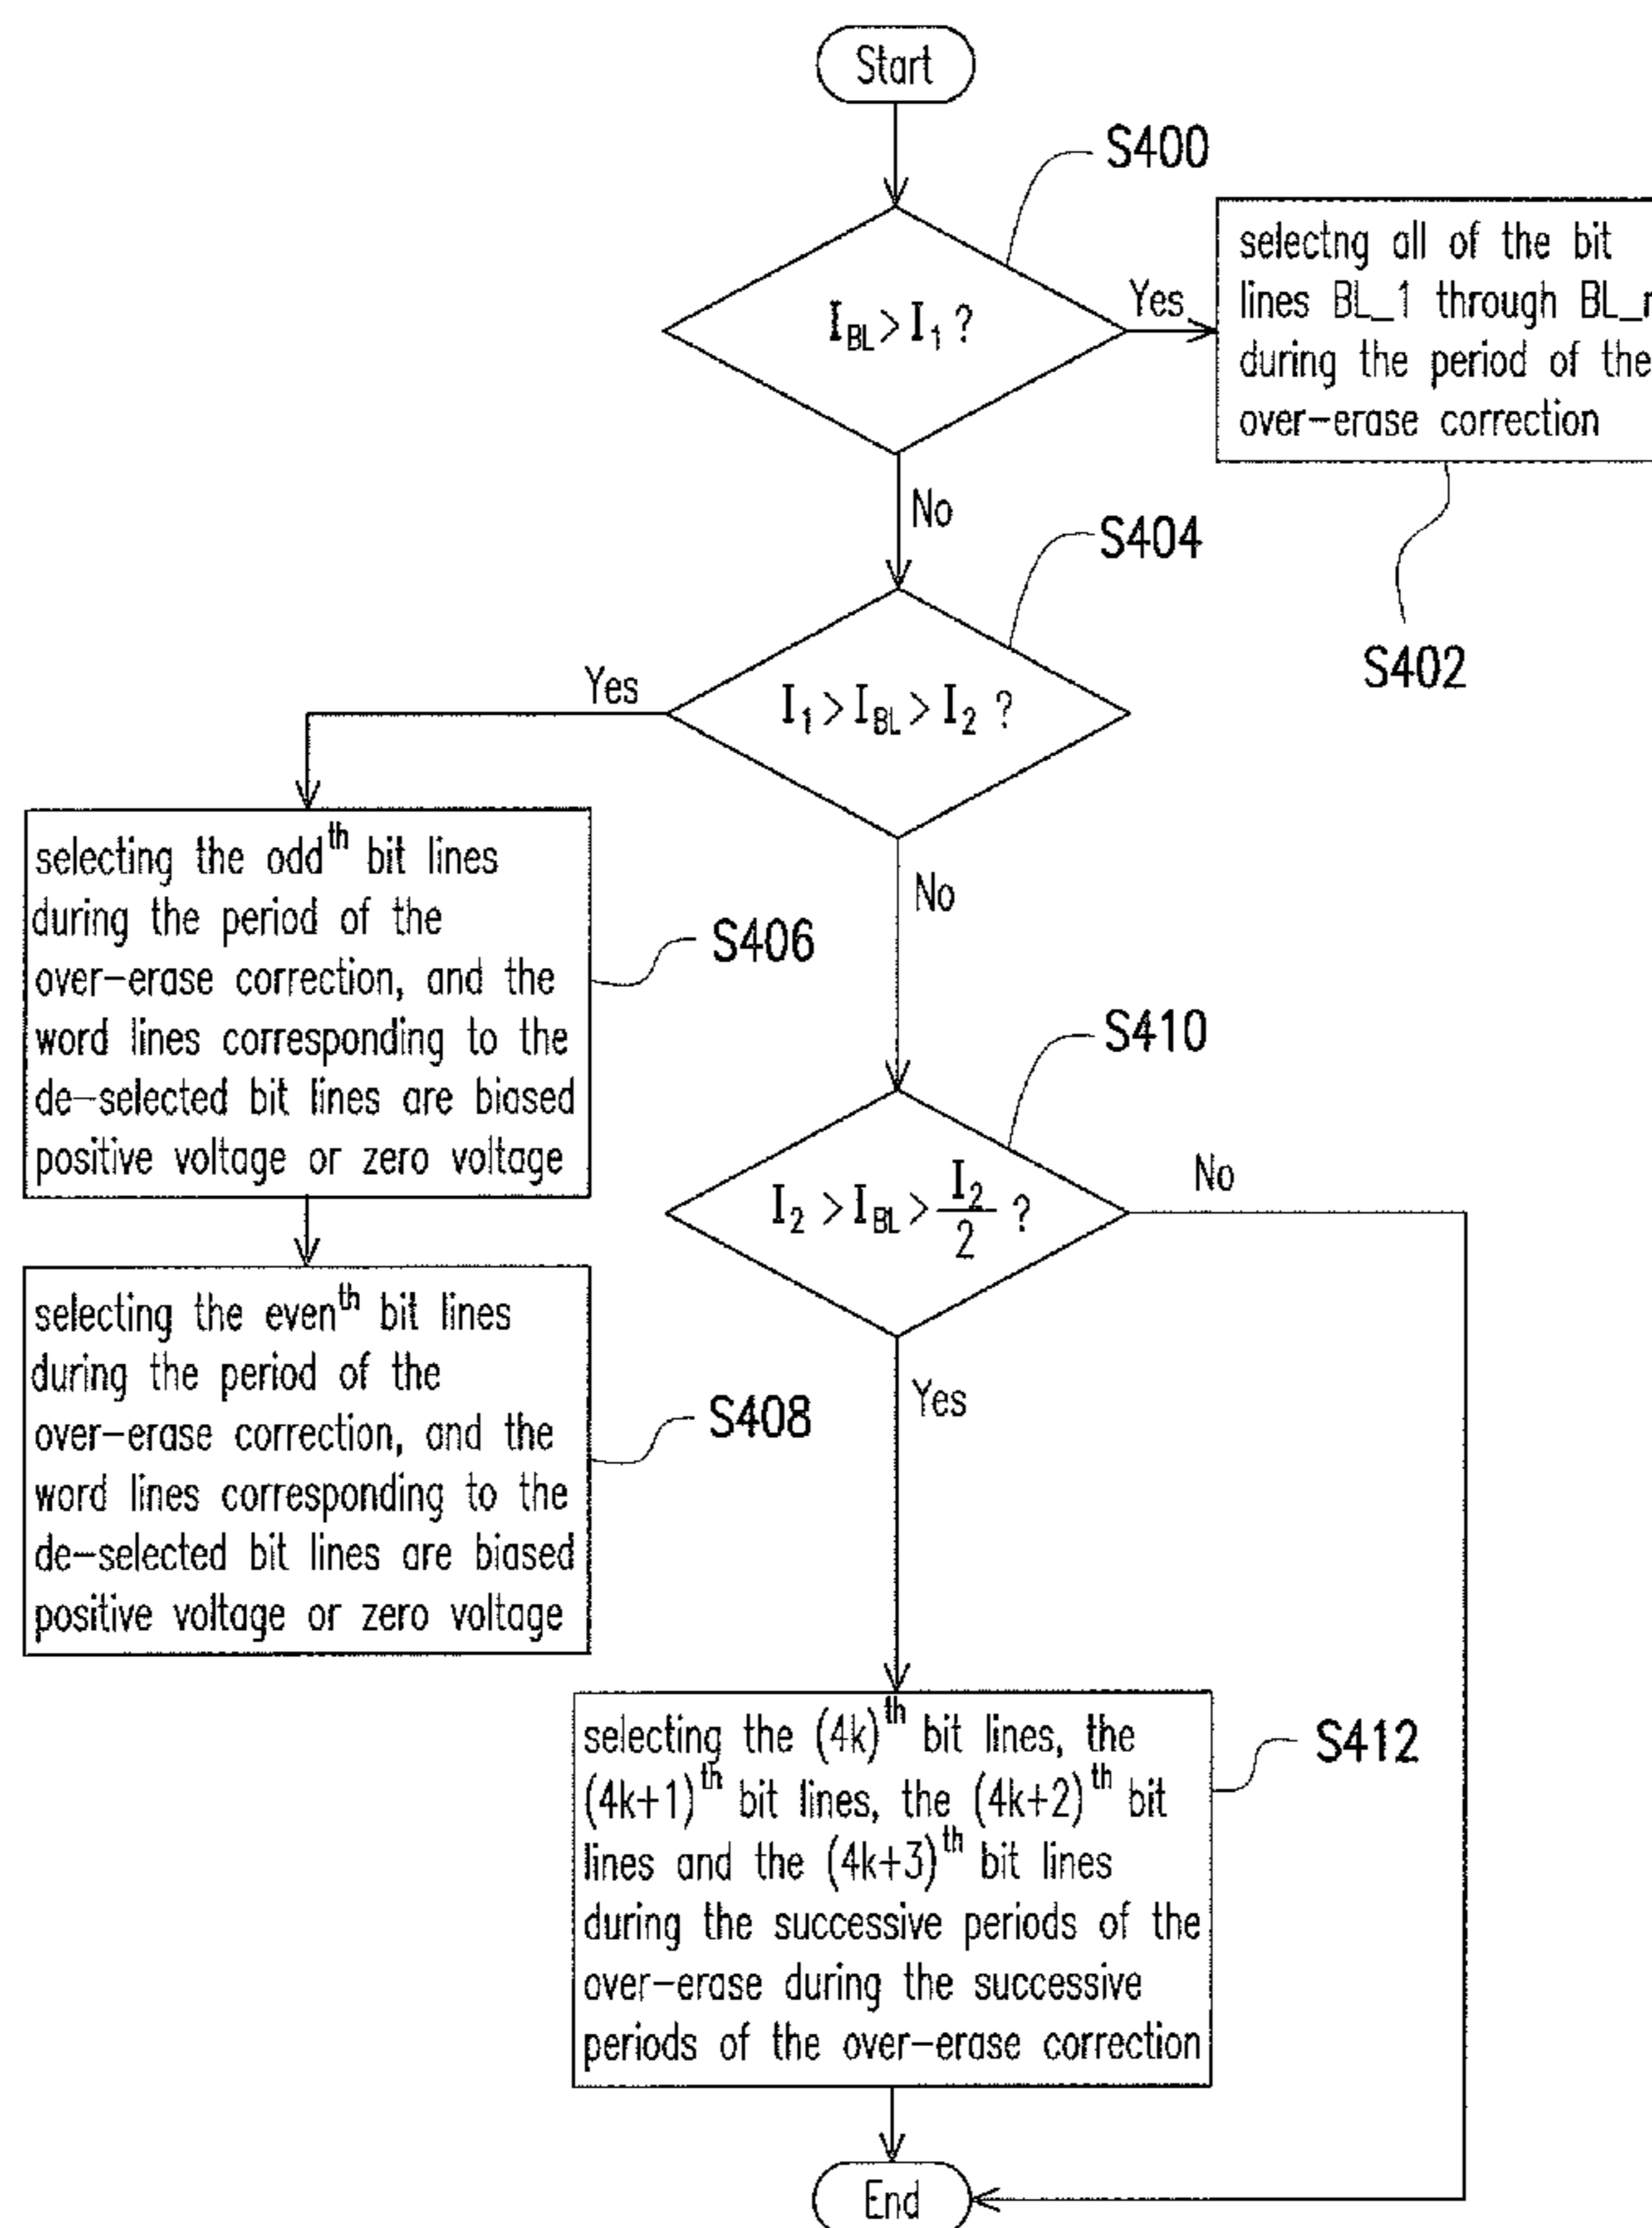 Start
S400
I_BL > I_1 ?
Yes
selectng all of the bit
lines BL_1 through BL_
during the period of the
over-erase correction
S402
No
S404
I_1 > I_BL > I_2 ?
Yes
selecting the odd^th bit lines
during the period of the
over-erase correction, and the
word lines corresponding to the
de-selected bit lines are biased
positive voltage or zero voltage
S406
No
selecting the even^th bit lines
during the period of the
over-erase correction, and the
word lines corresponding to the
de-selected bit lines are biased
positive voltage or zero voltage
S408
S410
I_2 > I_BL > I_2/2 ?
No
Yes
selecting the (4k)^th bit lines, the
(4k+1)^th bit lines, the (4k+2)^th bit
lines and the (4k+3)^th bit lines
during the successive periods of the
over-erase during the successive
periods of the over-erase correction
S412
End